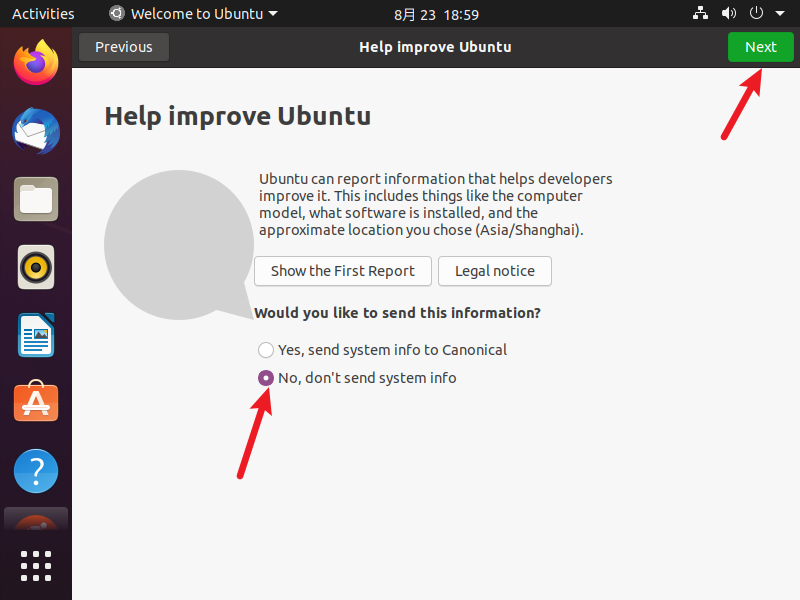 Activities
Welcome to Ubuntu
8月 23 18:59
Previous
Help improve Ubuntu
Next
Help improve Ubuntu
Ubuntu can report information that helps developers
improve it. This includes things like the computer
model, what software is installed, and the
approximate location you chose (Asia/Shanghai).
Show the First Report
Legal notice
Would you like to send this information?
Yes, send system info to Canonical
No, don't send system info